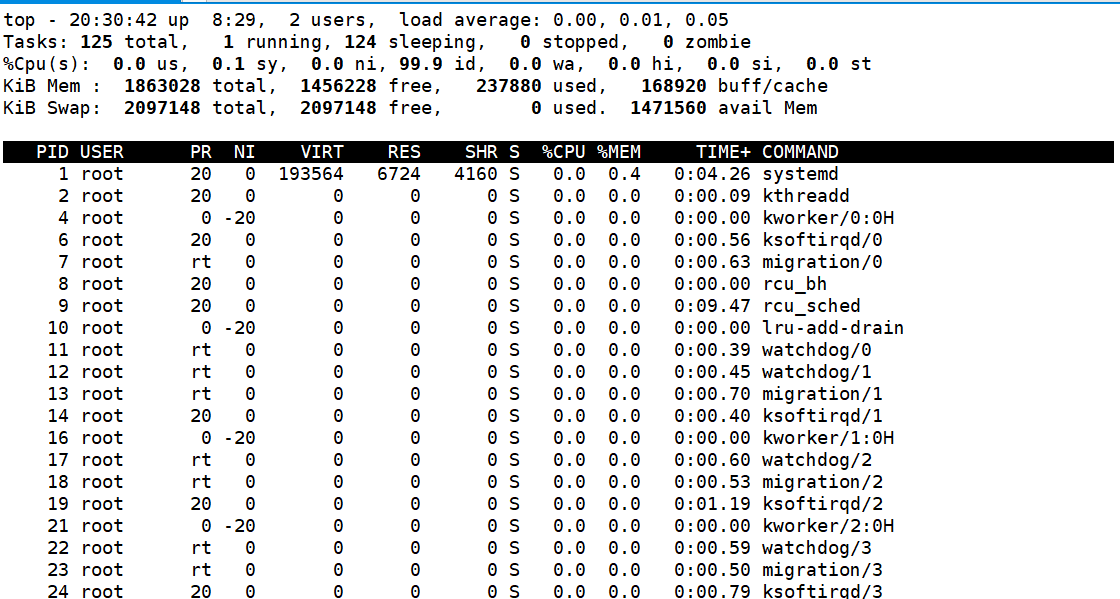 top - 20:30:42 up  8:29,  2 users,  load average: 0.00, 0.01, 0.05
Tasks: 125 total,   1 running, 124 sleeping,   0 stopped,   0 zombie
%Cpu(s):  0.0 us,  0.1 sy,  0.0 ni, 99.9 id,  0.0 wa,  0.0 hi,  0.0 si,  0.0 st
KiB Mem :  1863028 total,  1456228 free,   237880 used,   168920 buff/cache
KiB Swap:  2097148 total,  2097148 free,        0 used.  1471560 avail Mem
   PID USER      PR  NI    VIRT    RES    SHR S  %CPU %MEM     TIME+ COMMAND
     1 root      20   0  193564   6724   4160 S   0.0  0.4   0:04.26 systemd
     2 root      20   0       0      0      0 S   0.0  0.0   0:00.09 kthreadd
     4 root       0 -20       0      0      0 S   0.0  0.0   0:00.00 kworker/0:0H
     6 root      20   0       0      0      0 S   0.0  0.0   0:00.56 ksoftirqd/0
     7 root      rt   0       0      0      0 S   0.0  0.0   0:00.63 migration/0
     8 root      20   0       0      0      0 S   0.0  0.0   0:00.00 rcu_bh
     9 root      20   0       0      0      0 S   0.0  0.0   0:09.47 rcu_sched
    10 root       0 -20       0      0      0 S   0.0  0.0   0:00.00 lru-add-drain
    11 root      rt   0       0      0      0 S   0.0  0.0   0:00.39 watchdog/0
    12 root      rt   0       0      0      0 S   0.0  0.0   0:00.45 watchdog/1
    13 root      rt   0       0      0      0 S   0.0  0.0   0:00.70 migration/1
    14 root      20   0       0      0      0 S   0.0  0.0   0:00.40 ksoftirqd/1
    16 root       0 -20       0      0      0 S   0.0  0.0   0:00.00 kworker/1:0H
    17 root      rt   0       0      0      0 S   0.0  0.0   0:00.60 watchdog/2
    18 root      rt   0       0      0      0 S   0.0  0.0   0:00.53 migration/2
    19 root      20   0       0      0      0 S   0.0  0.0   0:01.19 ksoftirqd/2
    21 root       0 -20       0      0      0 S   0.0  0.0   0:00.00 kworker/2:0H
    22 root      rt   0       0      0      0 S   0.0  0.0   0:00.59 watchdog/3
    23 root      rt   0       0      0      0 S   0.0  0.0   0:00.50 migration/3
    24 root      20   0       0      0      0 S   0.0  0.0   0:00.79 ksoftirqd/3